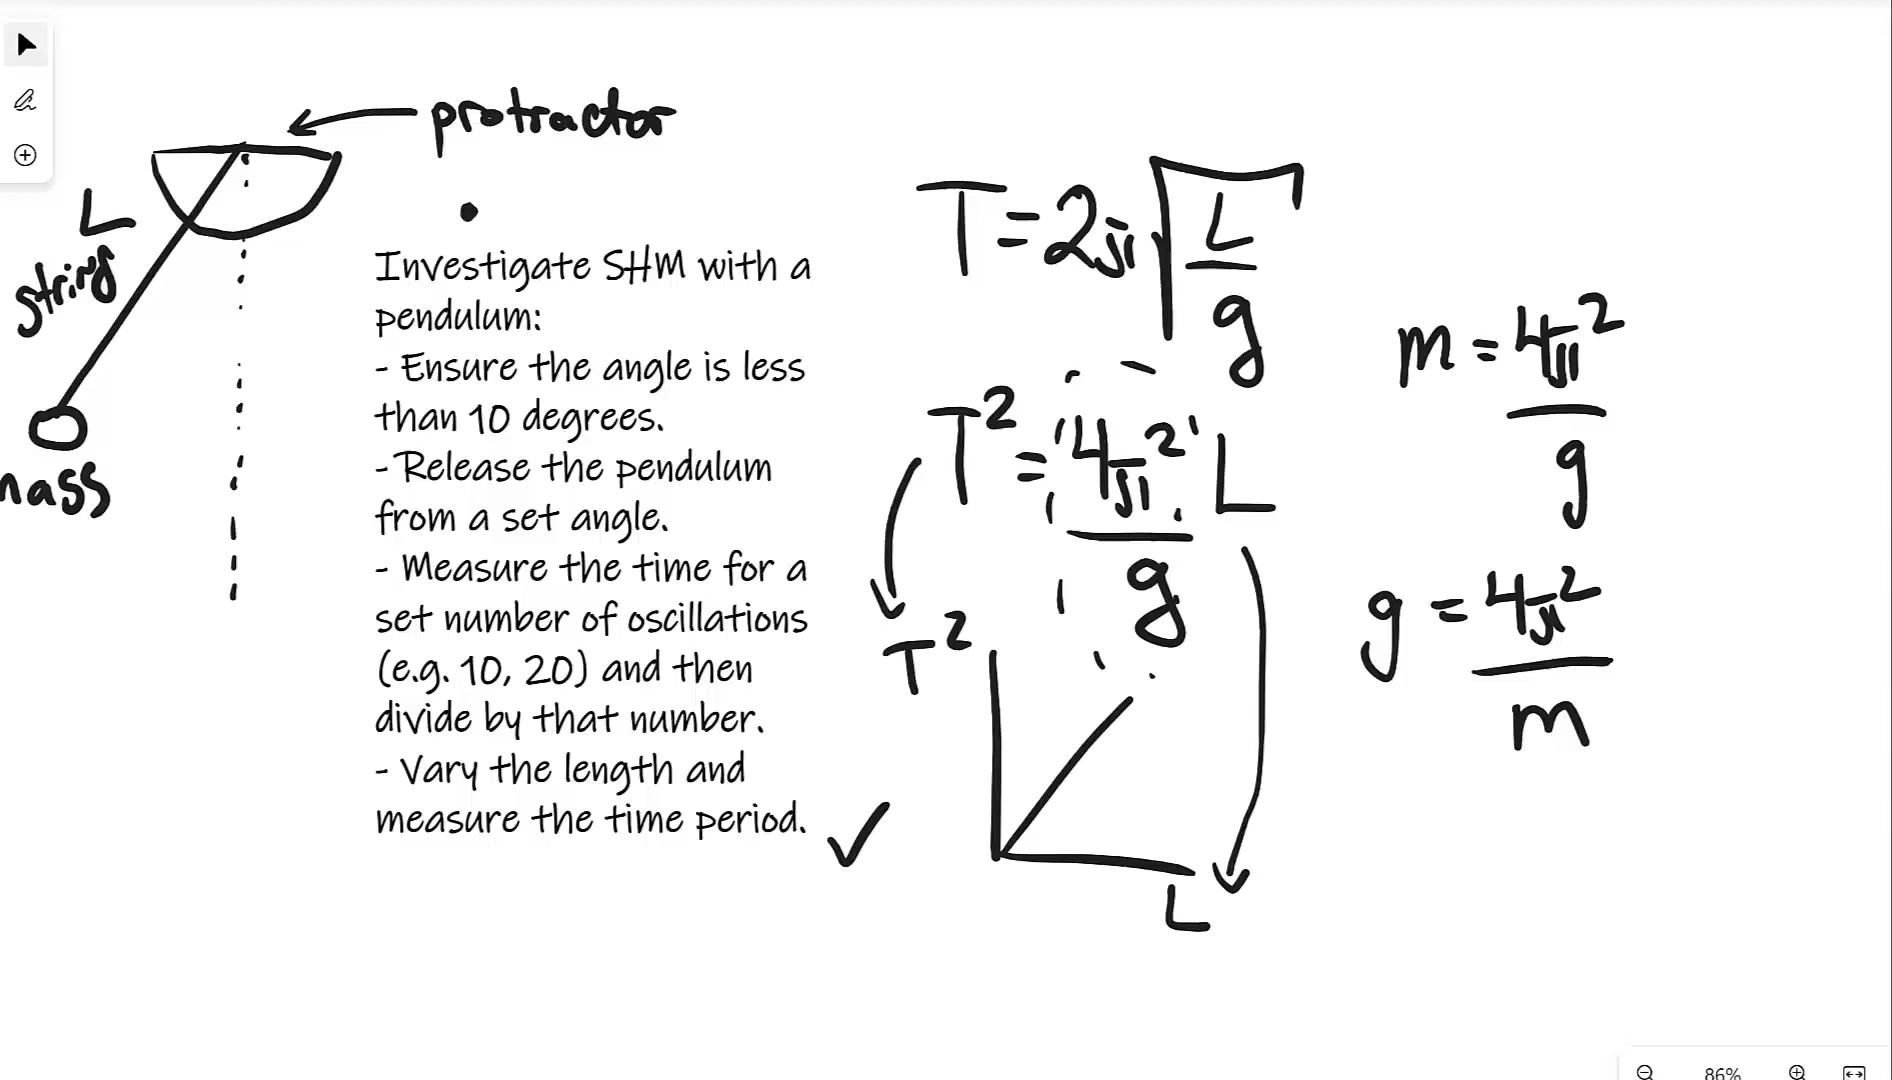 protractor
L
string
mass
Investigate SHM with a
pendulum:
- Ensure the angle is less
than 10 degrees.
- Release the pendulum
from a set angle.
- Measure the time for a
set number of oscillations
(e.g. 10, 20) and then
divide by that number.
- Vary the length and
measure the time period.
T = 2π√(L/g)
T² = 4π²/g L
T²
L
m = 4π²/g
g = 4π²/m
86%